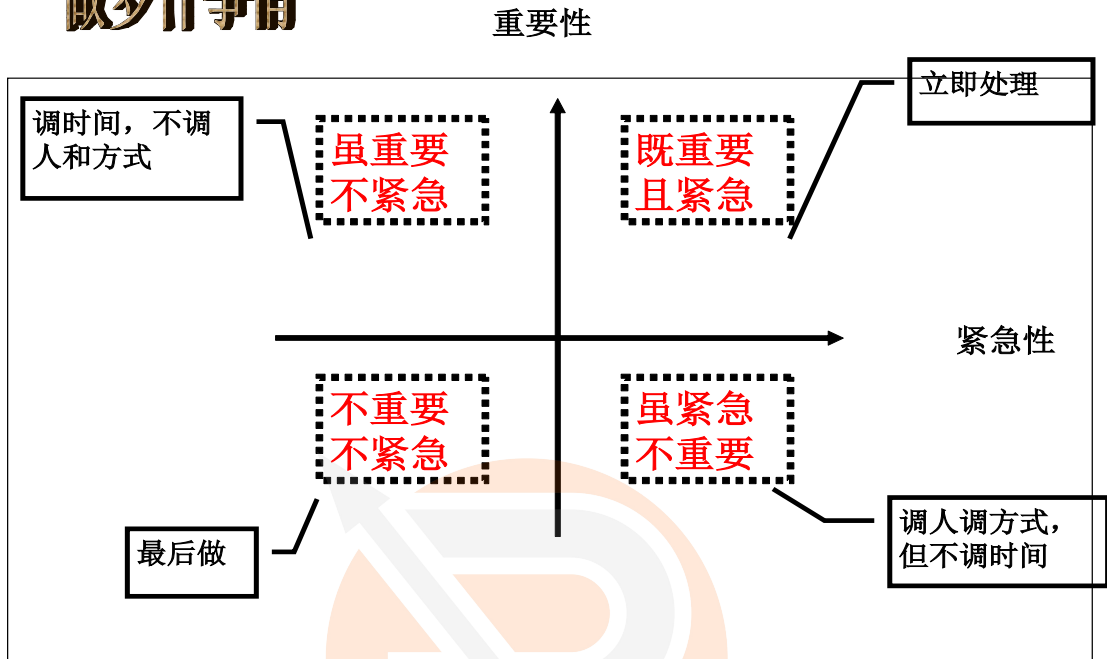 重要性
立即处理
调时间，不调
人和方式
虽重要
不紧急
既重要
且紧急
紧急性
不重要
不紧急
虽紧急
不重要
最后做
调人调方式，
但不调时间